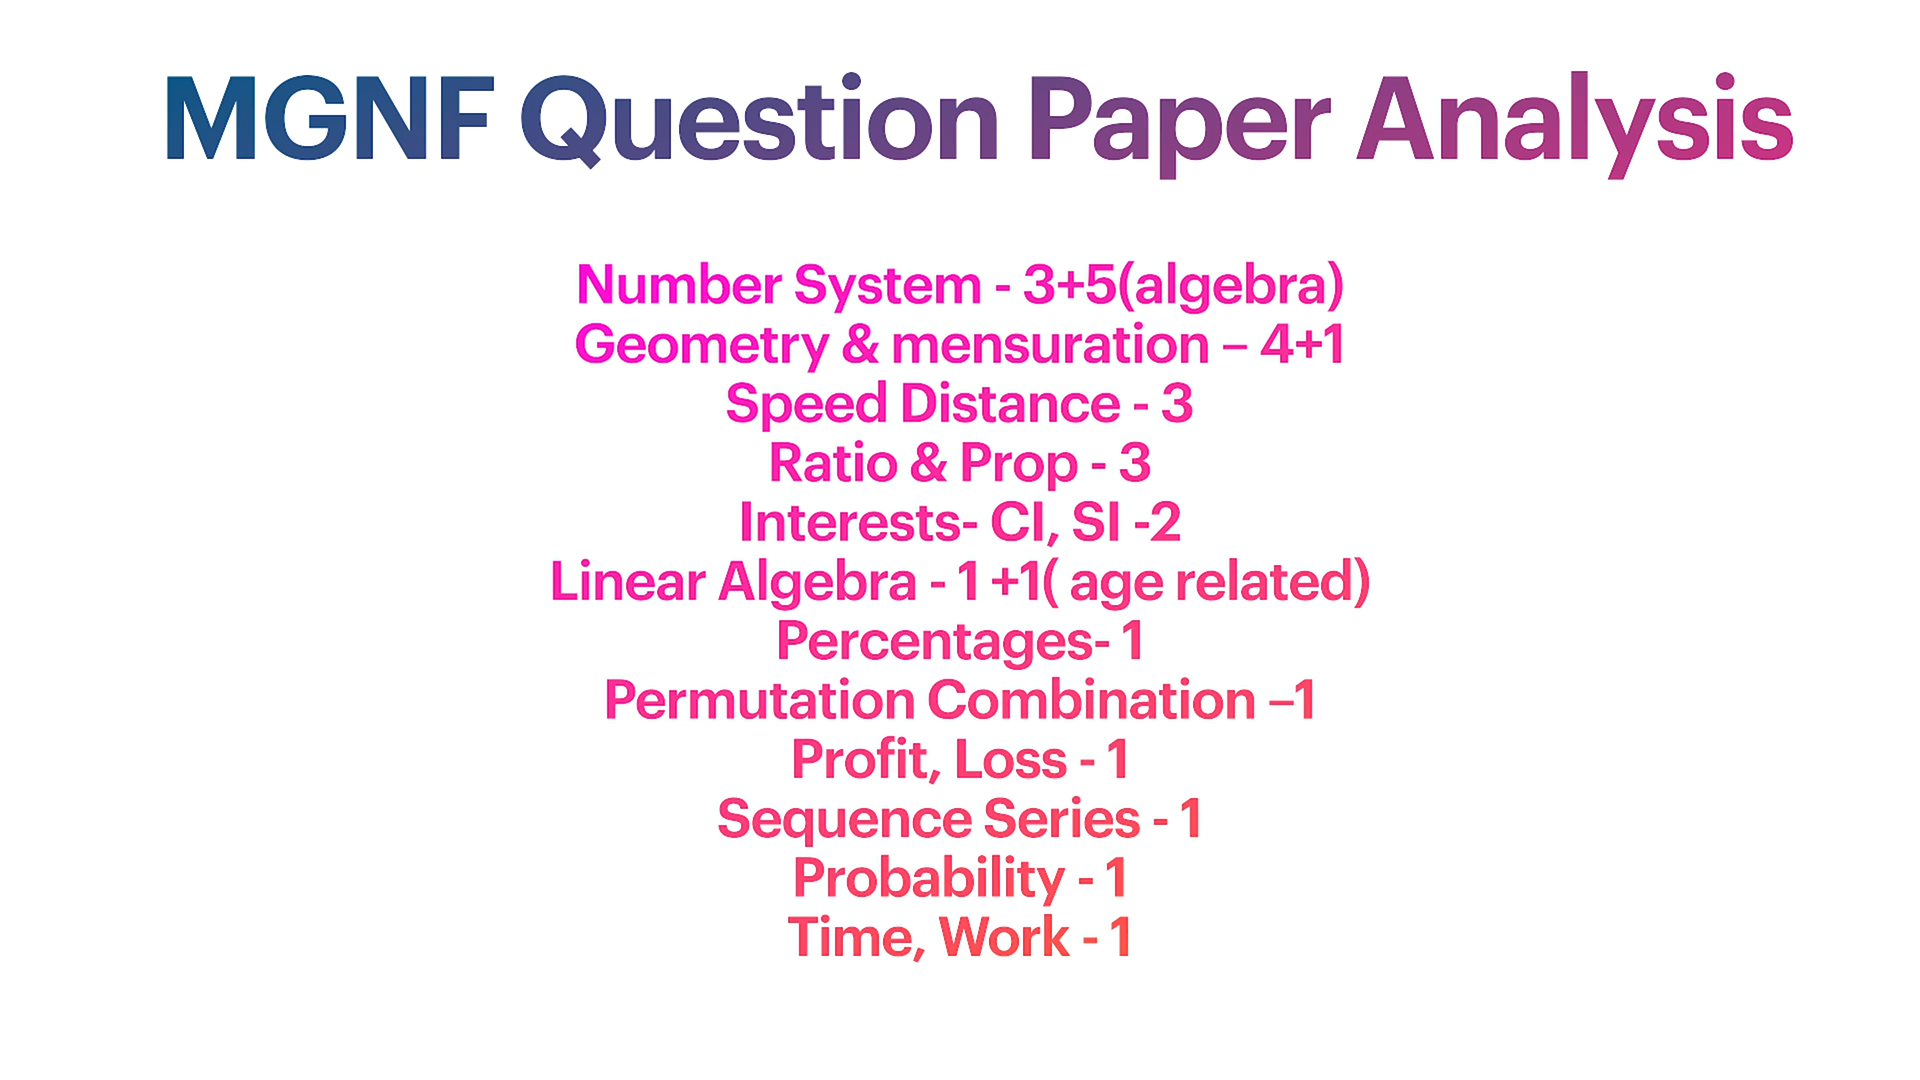 MGNF Question Paper Analysis
Number System - 3+5(algebra)
Geometry & mensuration – 4+1
Speed Distance - 3
Ratio & Prop - 3
Interests- CI, SI -2
Linear Algebra - 1 +1( age related)
Percentages- 1
Permutation Combination –1
Profit, Loss - 1
Sequence Series - 1
Probability - 1
Time, Work - 1